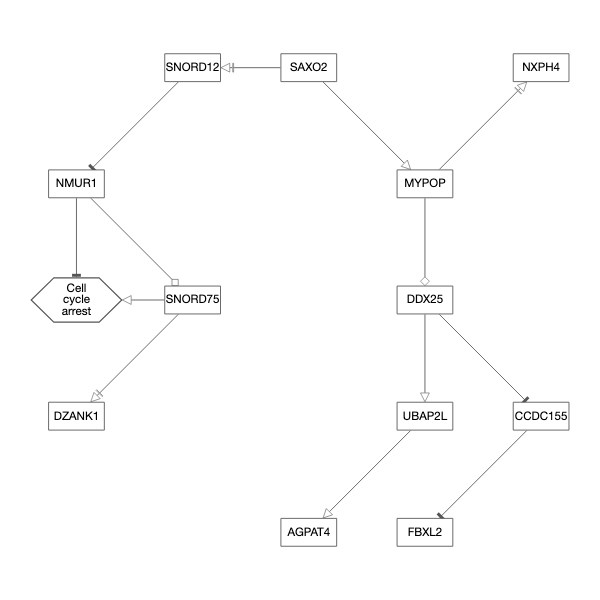 SNORD12
SAXO2
NXPH4
NMUR1
MYPOP
Cell
cycle
arrest
SNORD75
DDX25
DZANK1
UBAP2L
CCDC155
AGPAT4
FBXL2